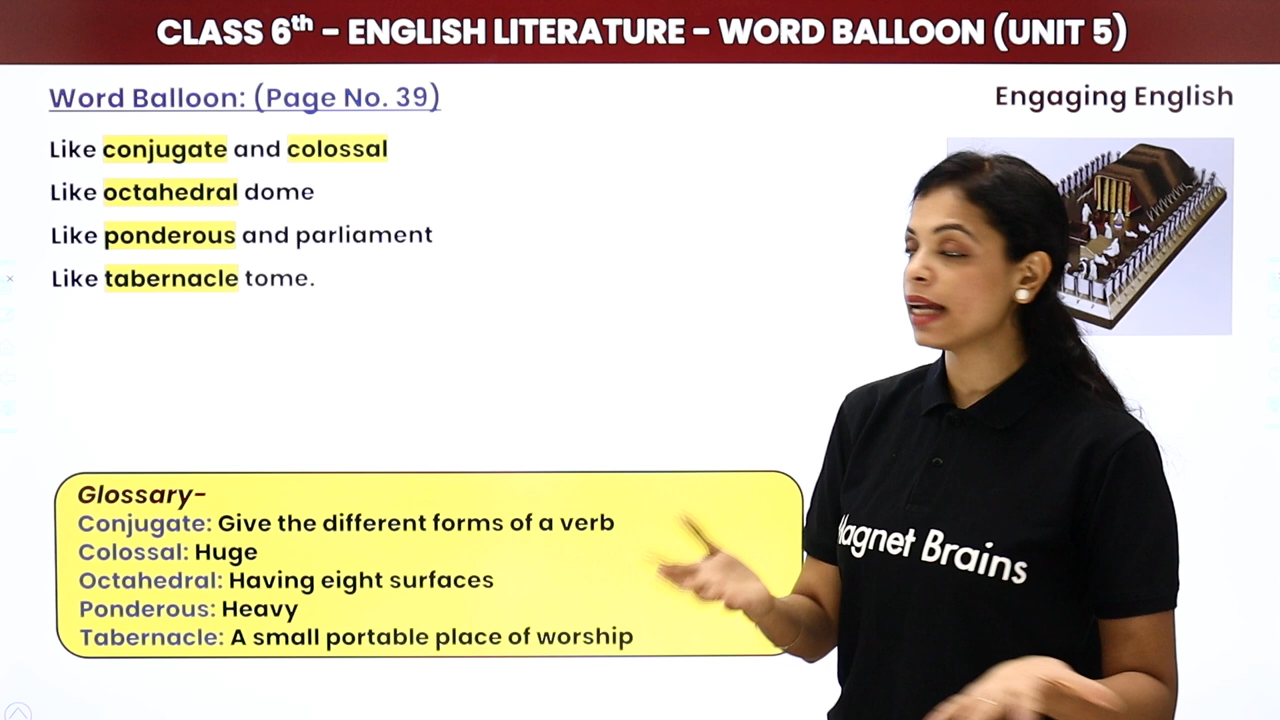 CLASS 6th - ENGLISH LITERATURE - WORD BALLOON (UNIT 5)
Word Balloon: (Page No. 39)
Engaging English
Like conjugate and colossal
Like octahedral dome
Like ponderous and parliament
Like tabernacle tome.
Glossary-
Conjugate: Give the different forms of a verb
Colossal: Huge
Octahedral: Having eight surfaces
Ponderous: Heavy
Tabernacle: A small portable place of worship
Magnet Brains